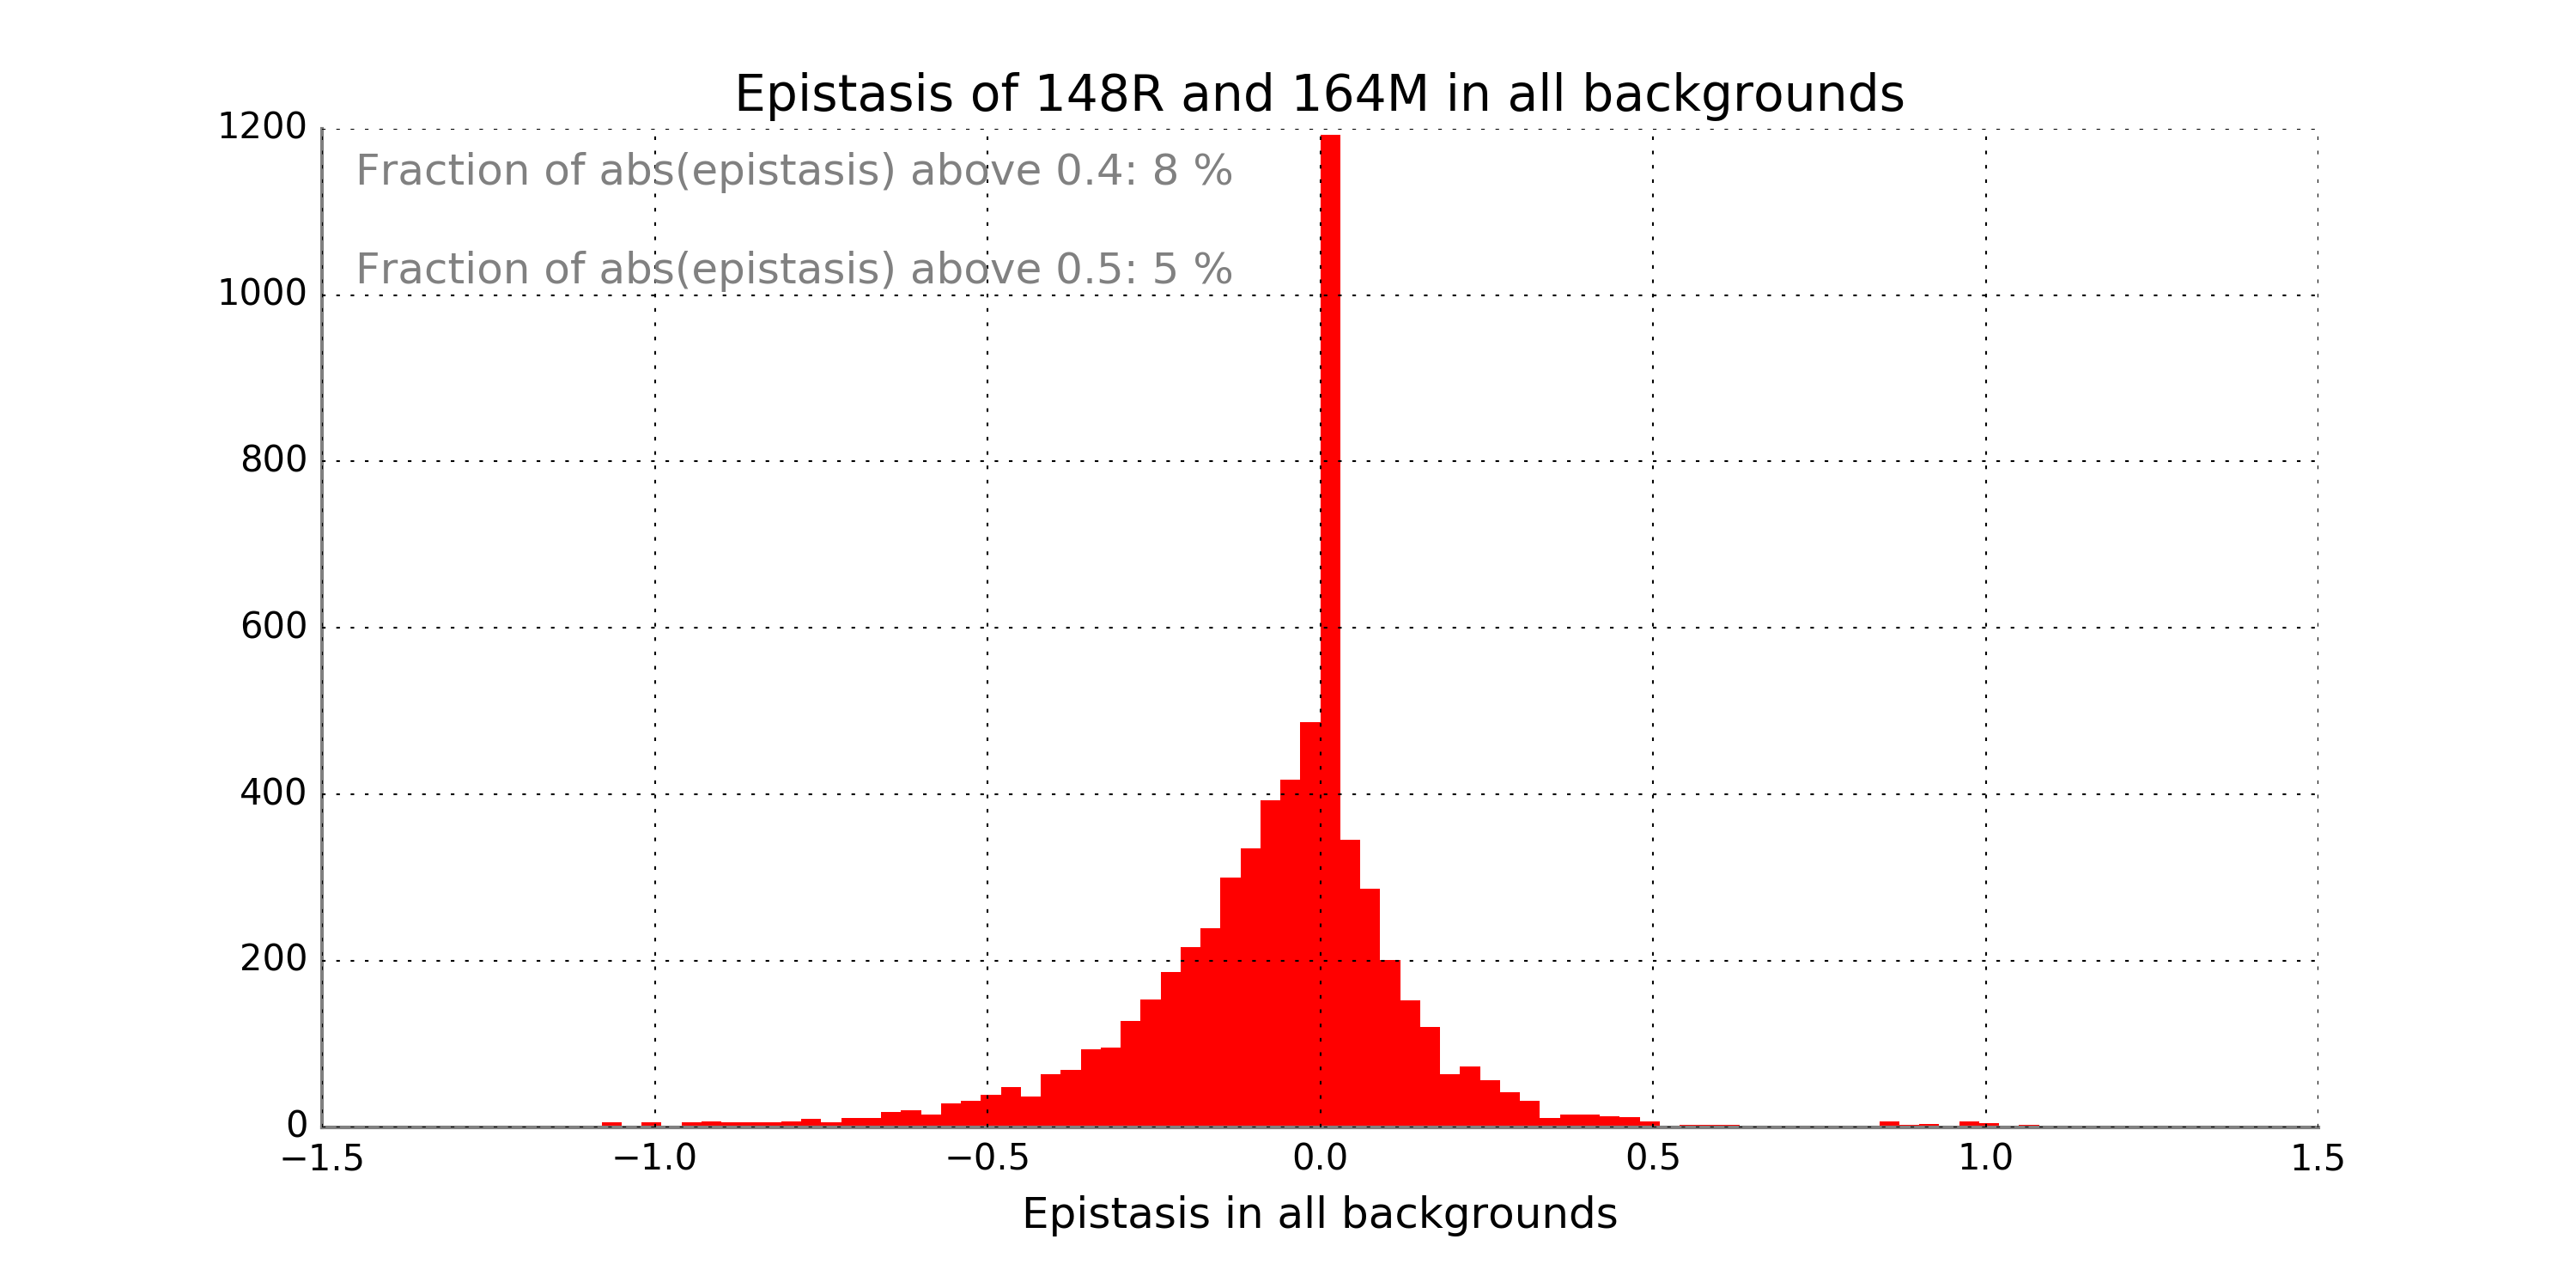 Epistasis of 148R and 164M in all backgrounds
1200
Fraction of abs(epistasis) above 0.4: 8 %
Fraction of abs(epistasis) above 0.5: 5 %
1000
800
600
400
200
0
−1.5 −1.0 −0.5 0.0 0.5 1.0 1.5
Epistasis in all backgrounds